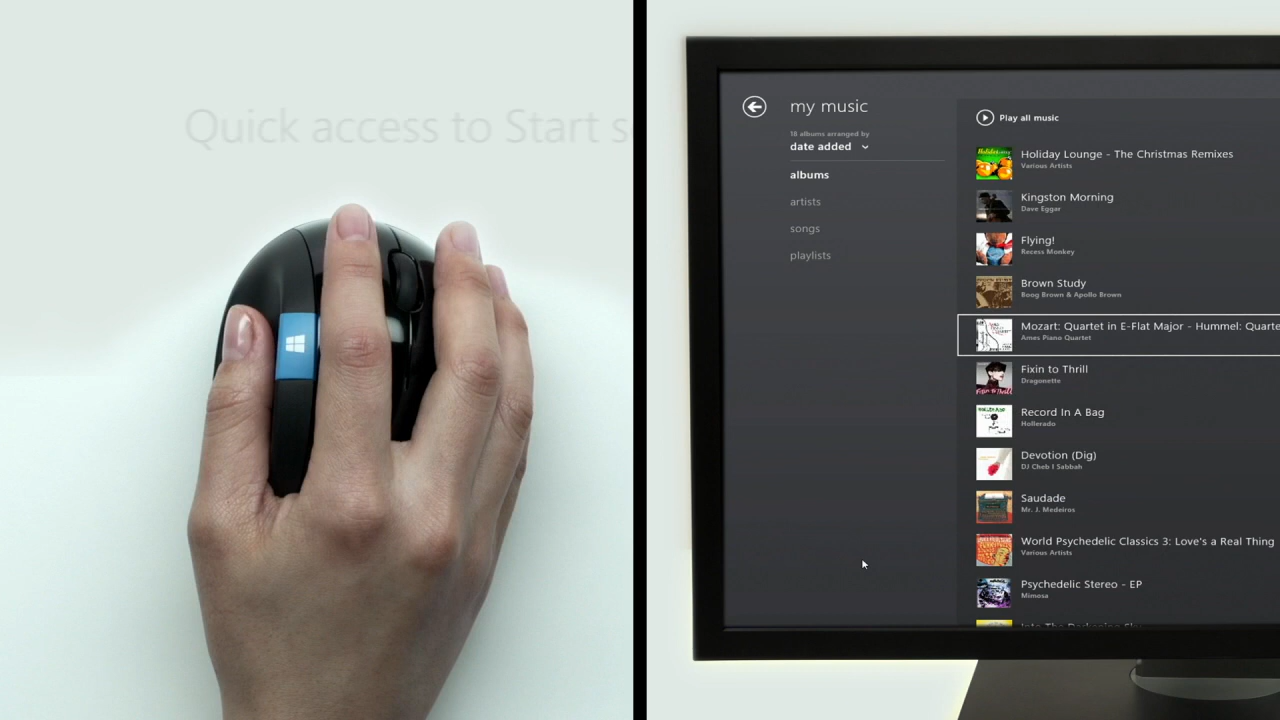 Quick access to Start s
my music
18 albums arranged by
date added
albums
artists
songs
playlists
Play all music
Holiday Lounge - The Christmas Remixes
Various Artists
Kingston Morning
Dave Eggar
Flying!
Recess Monkey
Brown Study
Boog Brown & Apollo Brown
Mozart: Quartet in E-Flat Major - Hummel: Quarte
Ames Piano Quartet
Fixin to Thrill
Dragonette
Record In A Bag
Hollerado
Devotion (Dig)
DJ Cheb I Sabbah
Saudade
Mr. J. Medeiros
World Psychedelic Classics 3: Love's a Real Thing
Various Artists
Psychedelic Stereo - EP
Mimosa
Into The Darkening Sky